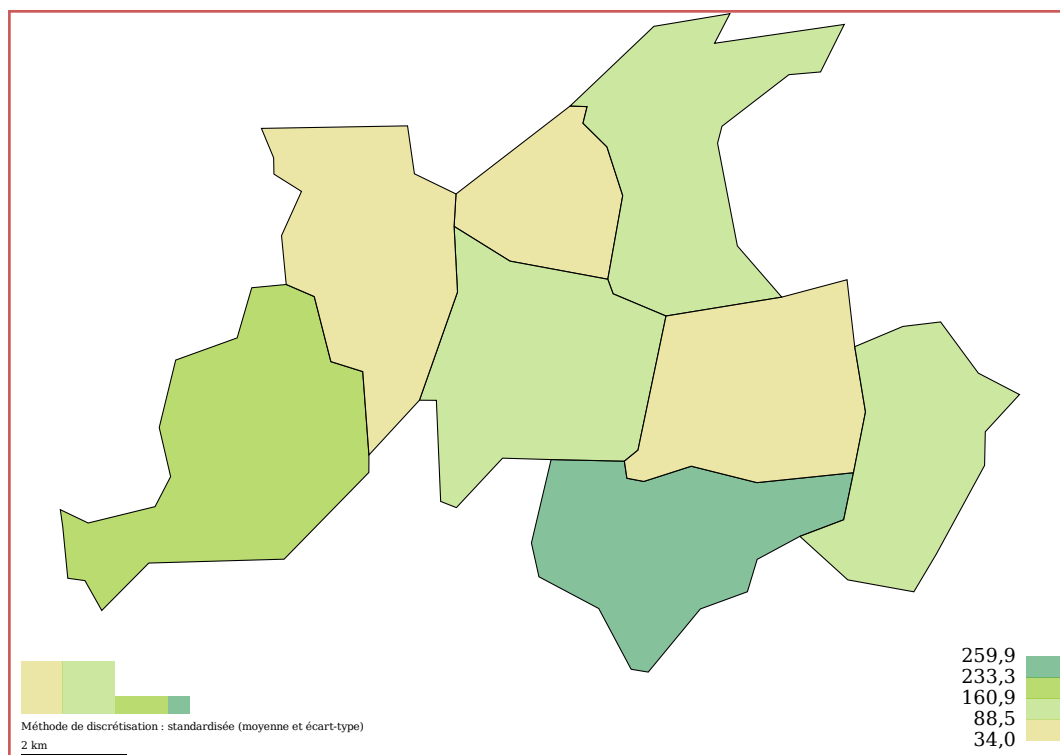 259,9
233,3
160,9
88,5
34,0
Méthode de discrétisation : standardisée (moyenne et écart-type)
2 km